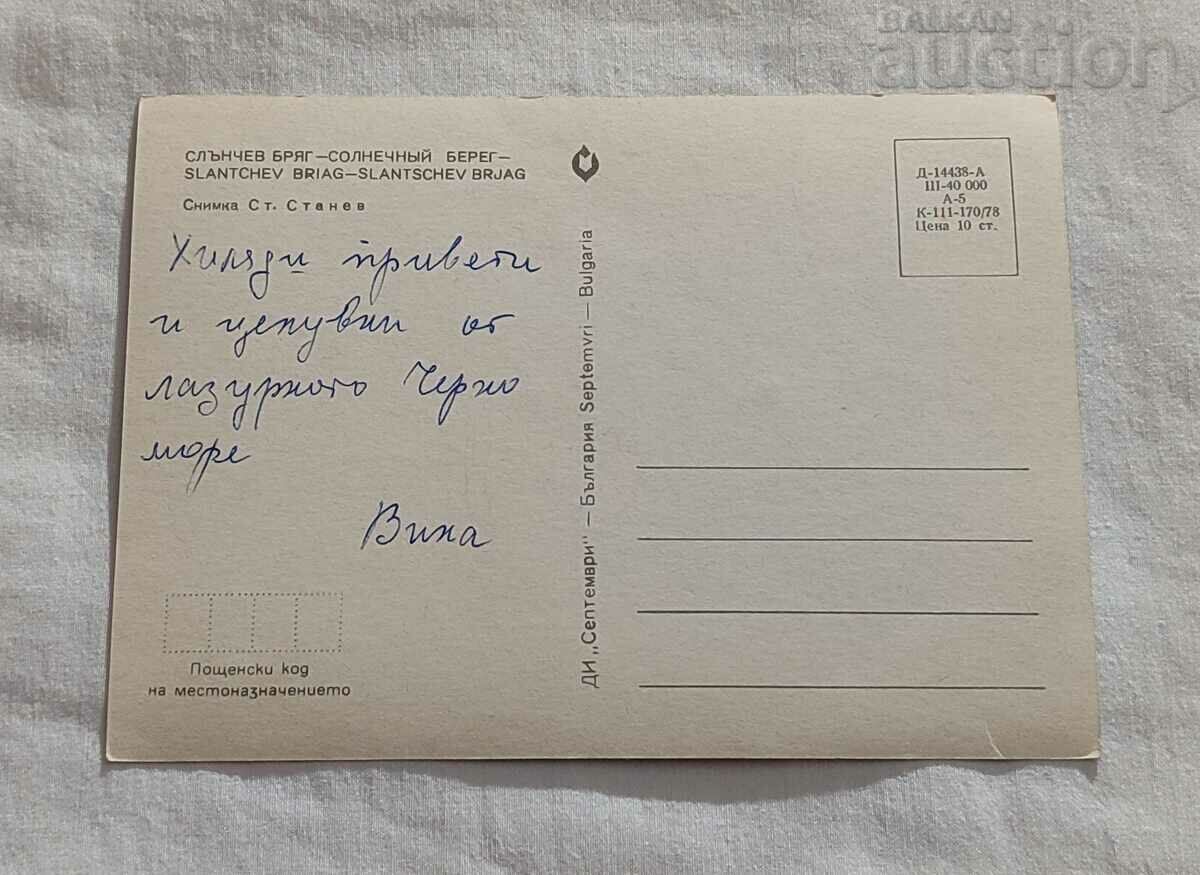 BALKAN
auction
СЛЪНЧЕВ БРЯГ—СОЛНЕЧНЫЙ БЕРЕГ—
SLANTCHEV BRIAG—SLANTSCHEV BRJAG
Снимка Ст. Станев
Хиляди привети
и цепувки от
лазурното Черно
море
Вина
Пощенски код
на местоназначението
ДИ „Септември" — България Septemvri — Bulgaria
Д-14438-А
III-40 000
А-5
К-111-170/78
Цена 10 ст.